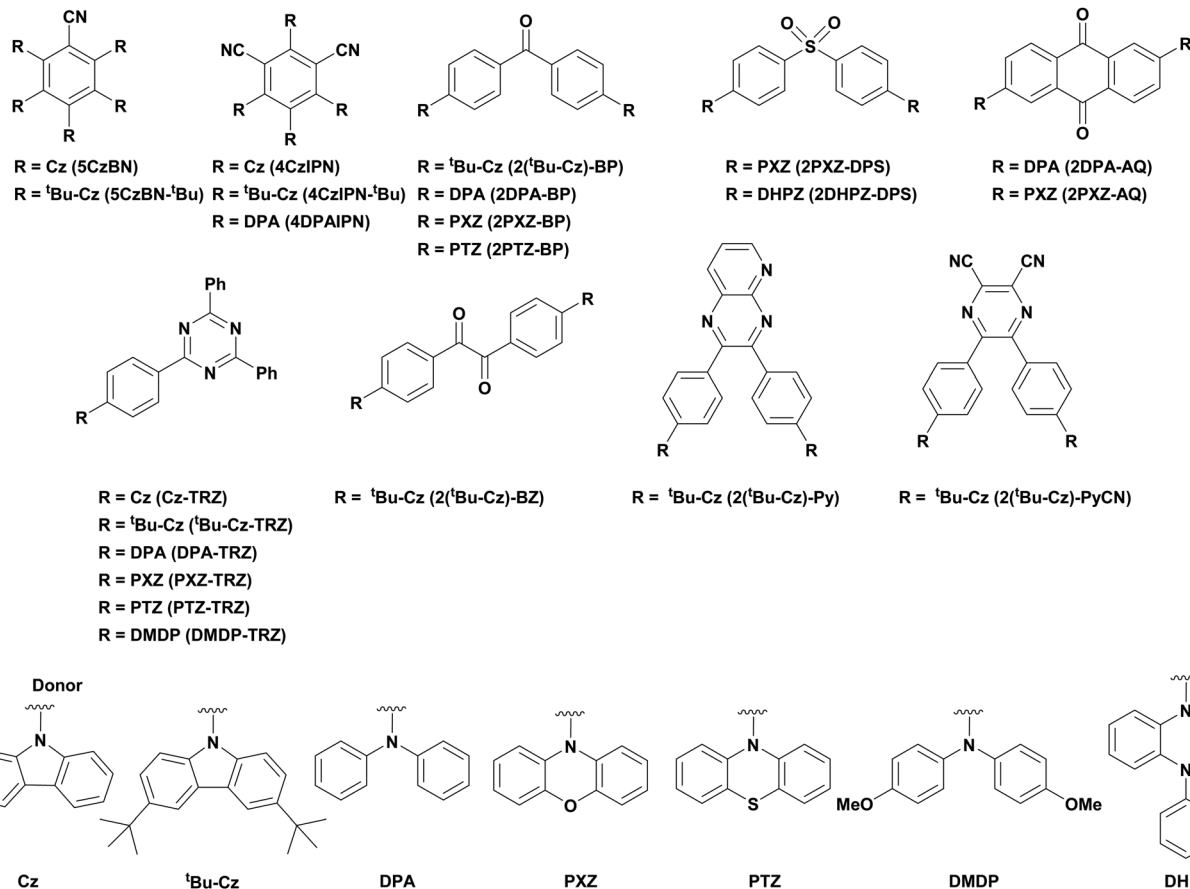 CN
R R
R R
R
R = Cz (5CzBN)
R = ᵗBu-Cz (5CzBN-ᵗBu)
R
NC CN
R R
R
R = Cz (4CzIPN)
R = ᵗBu-Cz (4CzIPN-ᵗBu)
R = DPA (4DPAIPN)
O
R R
R = ᵗBu-Cz (2(ᵗBu-Cz)-BP)
R = DPA (2DPA-BP)
R = PXZ (2PXZ-BP)
R = PTZ (2PTZ-BP)
O O
S
R R
R = PXZ (2PXZ-DPS)
R = DHPZ (2DHPZ-DPS)
O
R
R
O
R = DPA (2DPA-AQ)
R = PXZ (2PXZ-AQ)
Ph
N N
N Ph
R
R = Cz (Cz-TRZ)
R = ᵗBu-Cz (ᵗBu-Cz-TRZ)
R = DPA (DPA-TRZ)
R = PXZ (PXZ-TRZ)
R = PTZ (PTZ-TRZ)
R = DMDP (DMDP-TRZ)
R
O
O
R
R = ᵗBu-Cz (2(ᵗBu-Cz)-BZ)
N
N N
R R
R = ᵗBu-Cz (2(ᵗBu-Cz)-Py)
NC CN
N N
R R
R = ᵗBu-Cz (2(ᵗBu-Cz)-PyCN)
Donor
N
Cz
N
ᵗBu-Cz
N
DPA
N
O
PXZ
N
S
PTZ
N
MeO OMe
DMDP
N
N
DH